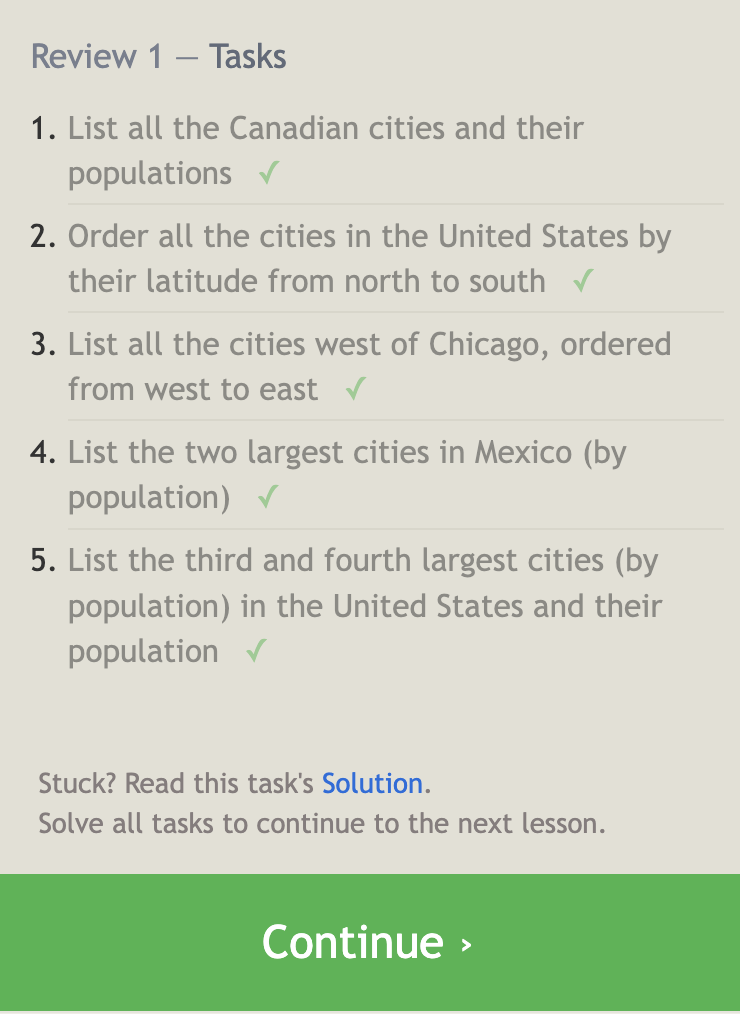 Review 1 — Tasks
1. List all the Canadian cities and their
populations ✓
2. Order all the cities in the United States by
their latitude from north to south ✓
3. List all the cities west of Chicago, ordered
from west to east ✓
4. List the two largest cities in Mexico (by
population) ✓
5. List the third and fourth largest cities (by
population) in the United States and their
population ✓
Stuck? Read this task's Solution.
Solve all tasks to continue to the next lesson.
Continue ›